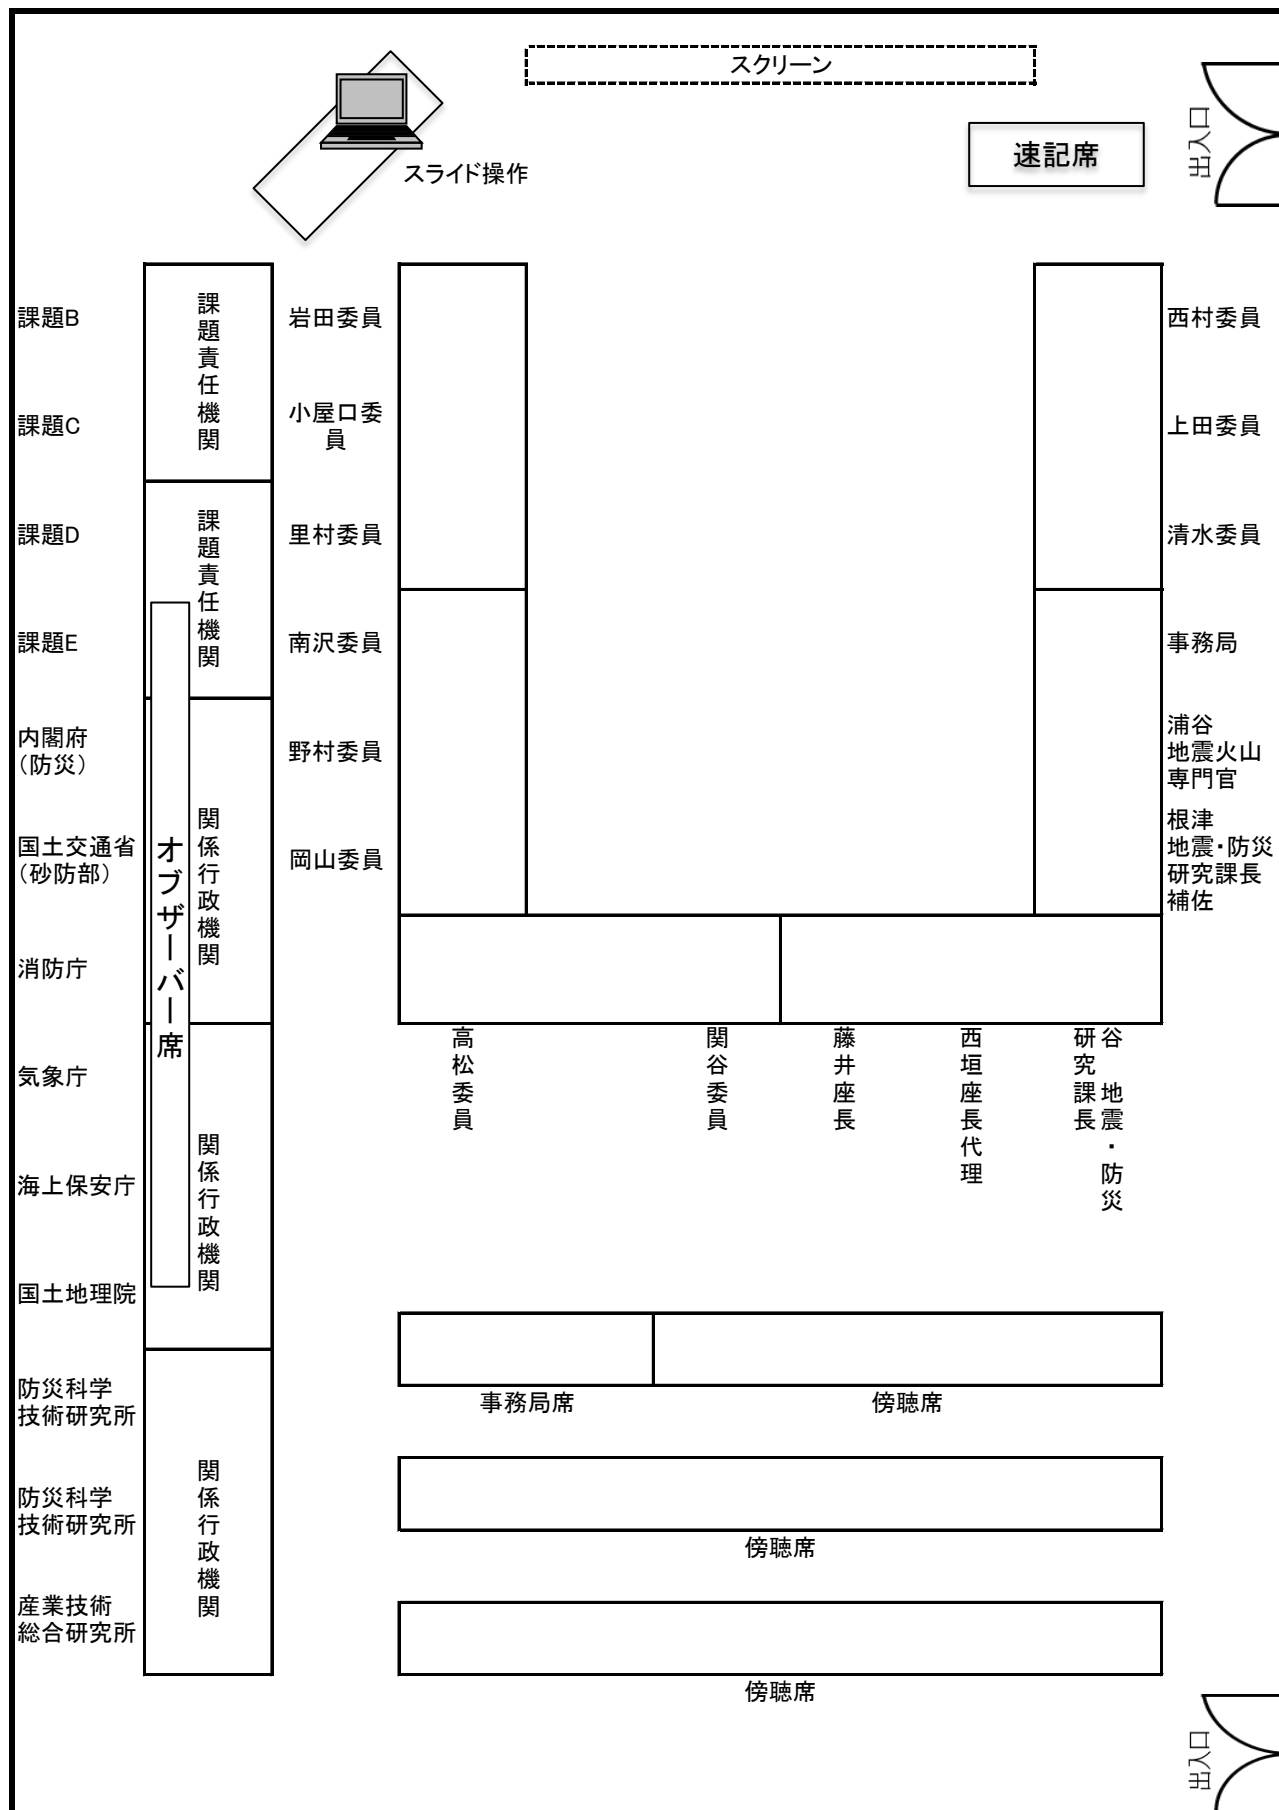 スクリーン
出入口
速記席
スライド操作
課題B
課題C
課題D
課題E
内閣府
（防災）
国土交通省
（砂防部）
消防庁
気象庁
海上保安庁
国土地理院
防災科学
技術研究所
防災科学
技術研究所
産業技術
総合研究所
課題責任機関
課題責任機関
関係行政機関
関係行政機関
関係行政機関
オブザーバー席
岩田委員
小屋口委
員
里村委員
南沢委員
野村委員
岡山委員
西村委員
上田委員
清水委員
事務局
浦谷
地震火山
専門官
根津
地震・防災
研究課長
補佐
高松委員
関谷委員
藤井座長
西垣座長代理
谷　地震・防災
研究課長
事務局席
傍聴席
傍聴席
傍聴席
出入口